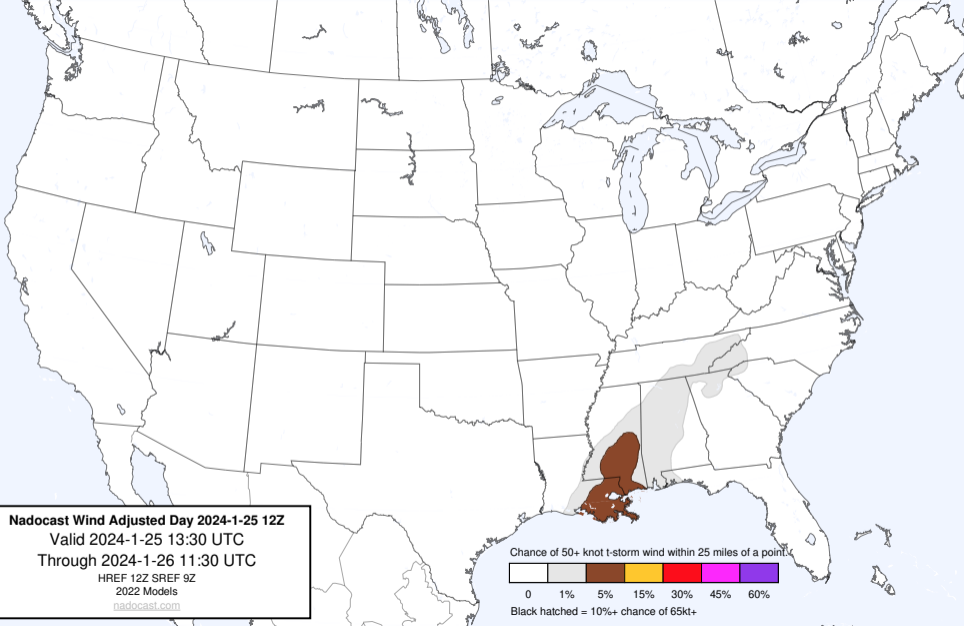 Nadocast Wind Adjusted Day 2024-1-25 12Z
Valid 2024-1-25 13:30 UTC
Through 2024-1-26 11:30 UTC
HREF 12Z SREF 9Z
2022 Models
nadocast.com
Chance of 50+ knot t-storm wind within 25 miles of a point.
0 1% 5% 15% 30% 45% 60%
Black hatched = 10%+ chance of 65kt+